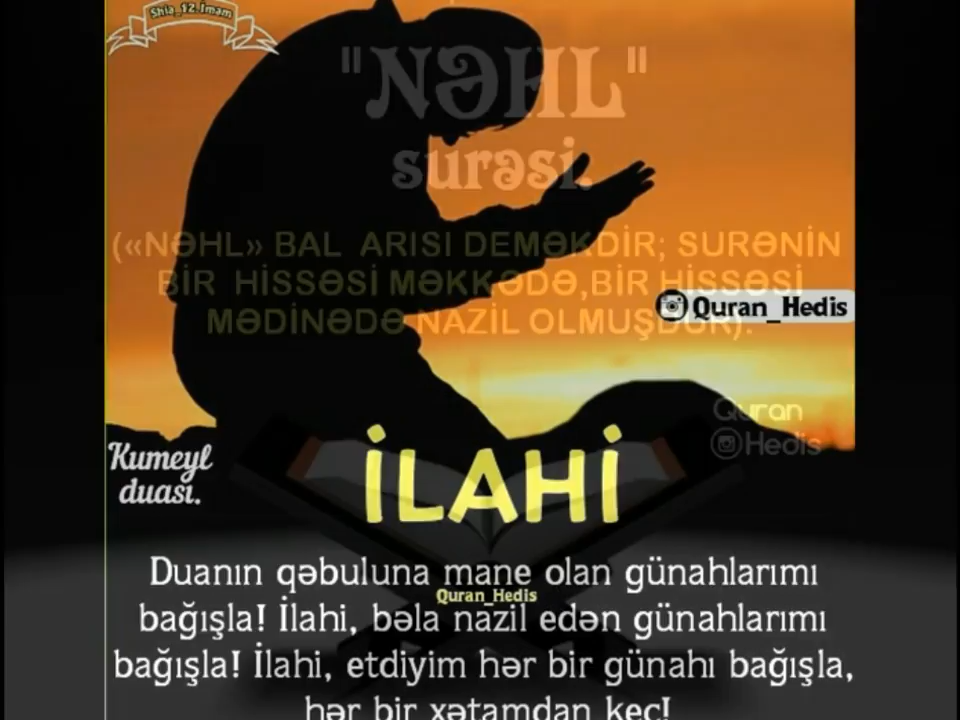 Shia_12_İmam
"NƏHL"
surəsi.
(«NƏHL» BAL ARISI DEMƏKDİR; SURƏNİN
BİR HİSSƏSİ MƏKKƏDƏ,BİR HİSSƏSİ
MƏDİNƏDƏ NAZİL OLMUŞDUR).
Quran_Hedis
Quran
Hedis
Kumeyl
duası.
İLAHİ
Duanın qəbuluna mane olan günahlarımı
Quran_Hedis
bağışla! İlahi, bəla nazil edən günahlarımı
bağışla! İlahi, etdiyim hər bir günahı bağışla,
hər bir xətamdan keç!